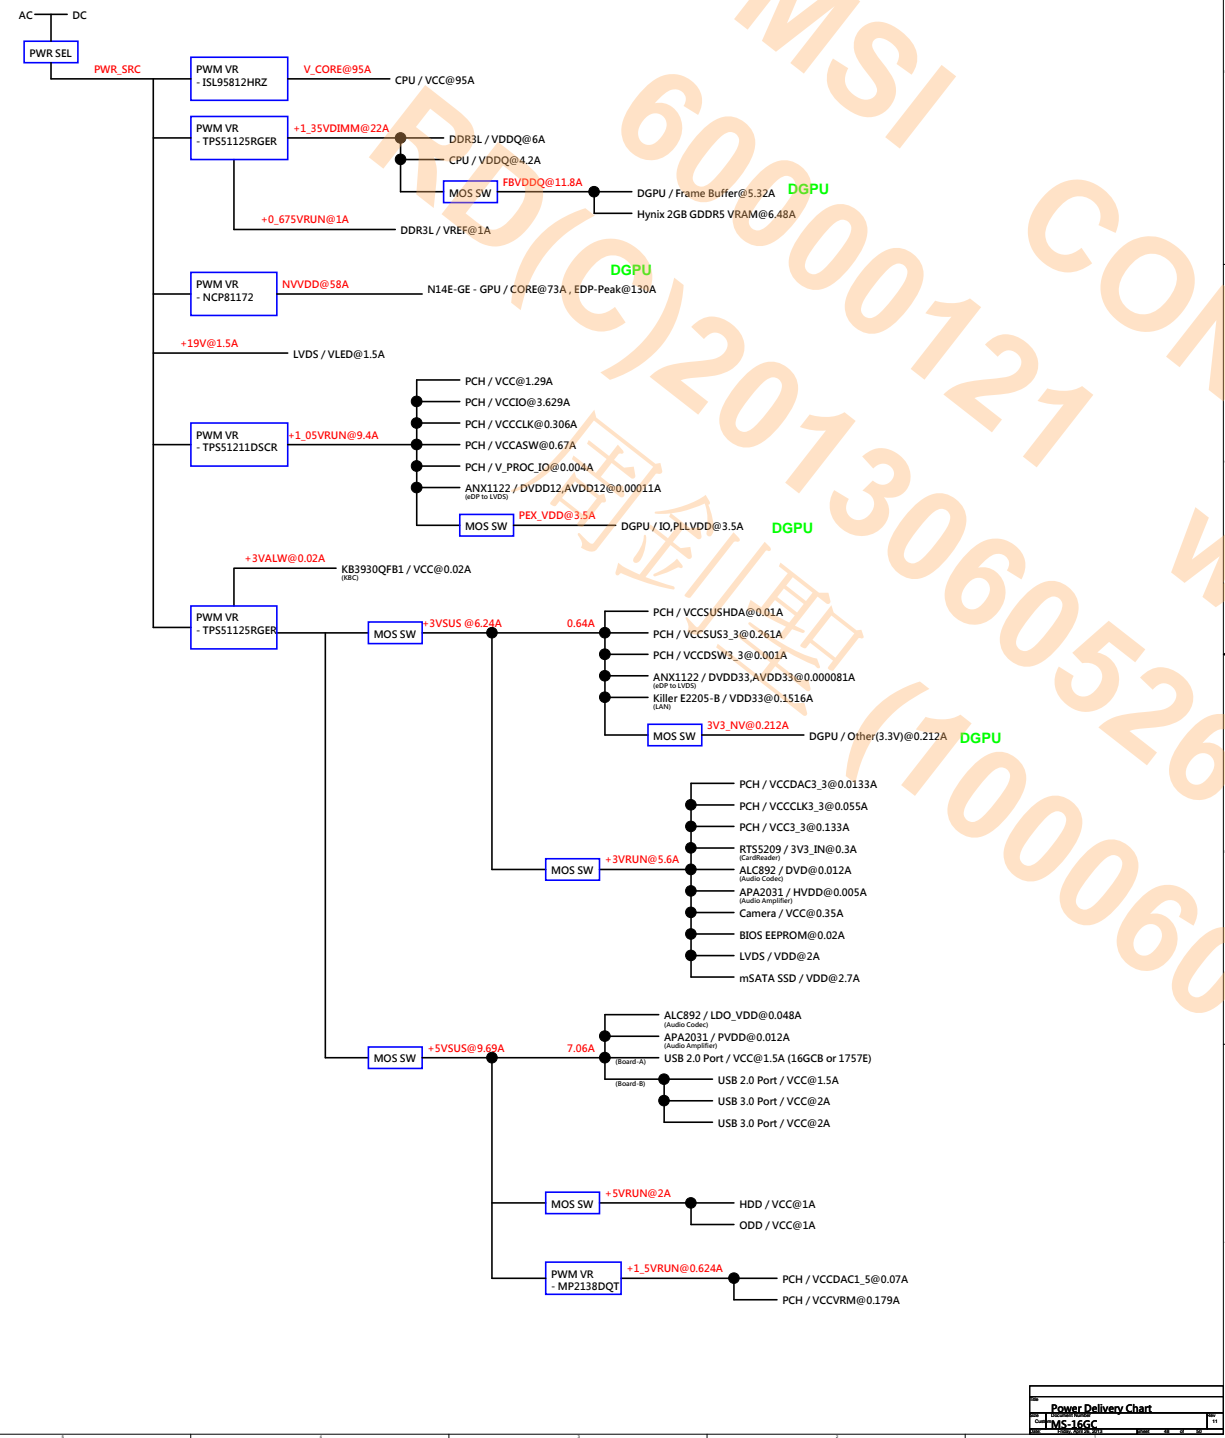 AC DC
PWR SEL
PWR_SRC
PWM VR
- ISL95812HRZ
V_CORE@95A
CPU / VCC@95A
PWM VR
- TPS51125RGER
+1_35VDIMM@22A
DDR3L / VDDQ@6A
CPU / VDDQ@4.2A
MOS SW
FBVDDQ@11.8A
DGPU / Frame Buffer@5.32A
DGPU
Hynix 2GB GDDR5 VRAM@6.48A
+0_675VRUN@1A
DDR3L / VREF@1A
DGPU
PWM VR
- NCP81172
NVVDD@58A
N14E-GE - GPU / CORE@73A , EDP-Peak@130A
+19V@1.5A
LVDS / VLED@1.5A
PCH / VCC@1.29A
PCH / VCCIO@3.629A
PCH / VCCCLK@0.306A
PWM VR
- TPS51211DSCR
+1_05VRUN@9.4A
PCH / VCCASW@0.67A
PCH / V_PROC_IO@0.004A
ANX1122 / DVDD12,AVDD12@0.00011A
(eDP to LVDS)
MOS SW
PEX_VDD@3.5A
DGPU / IO,PLLVDD@3.5A
DGPU
+3VALW@0.02A
KB3930QFB1 / VCC@0.02A
(KBC)
PWM VR
- TPS51125RGER
MOS SW
+3VSUS @6.24A
0.64A
PCH / VCCSUSHDA@0.01A
PCH / VCCSUS3_3@0.261A
PCH / VCCDSW3_3@0.001A
ANX1122 / DVDD33,AVDD33@0.000081A
(eDP to LVDS)
Killer E2205-B / VDD33@0.1516A
(LAN)
MOS SW
3V3_NV@0.212A
DGPU / Other(3.3V)@0.212A
DGPU
PCH / VCCDAC3_3@0.0133A
PCH / VCCCLK3_3@0.055A
PCH / VCC3_3@0.133A
RTS5209 / 3V3_IN@0.3A
(CardReader)
MOS SW
+3VRUN@5.6A
ALC892 / DVD@0.012A
(Audio Codec)
APA2031 / HVDD@0.005A
(Audio Amplifier)
Camera / VCC@0.35A
BIOS EEPROM@0.02A
LVDS / VDD@2A
mSATA SSD / VDD@2.7A
ALC892 / LDO_VDD@0.048A
(Audio Codec)
APA2031 / PVDD@0.012A
(Audio Amplifier)
MOS SW
+5VSUS@9.69A
7.06A
(Board-A)
USB 2.0 Port / VCC@1.5A (16GCB or 1757E)
(Board-B)
USB 2.0 Port / VCC@1.5A
USB 3.0 Port / VCC@2A
USB 3.0 Port / VCC@2A
MOS SW
+5VRUN@2A
HDD / VCC@1A
ODD / VCC@1A
PWM VR
- MP2138DQT
+1_5VRUN@0.624A
PCH / VCCDAC1_5@0.07A
PCH / VCCVRM@0.179A
MSI
60000121
CON
W
RD(C)2013060526
周釗聖
(100060
Power Delivery Chart
MS-16GC